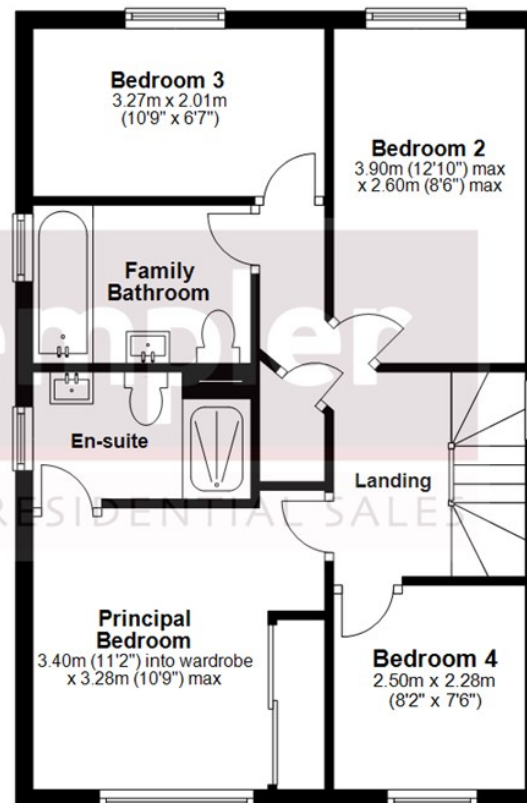 Bedroom 3
3.27m x 2.01m
(10'9" x 6'7")
Bedroom 2
3.90m (12'10") max
x 2.60m (8'6") max
Family
Bathroom
empler
En-suite
Landing
RESIDENTIAL SALES
Principal
Bedroom
3.40m (11'2") into wardrobe
x 3.28m (10'9") max
Bedroom 4
2.50m x 2.28m
(8'2" x 7'6")